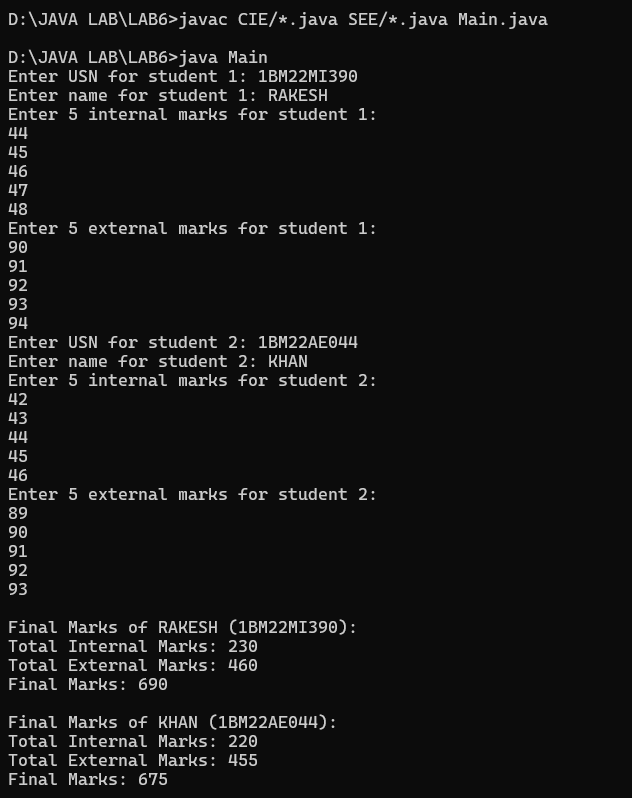 D:\JAVA LAB\LAB6>javac CIE/*.java SEE/*.java Main.java
D:\JAVA LAB\LAB6>java Main
Enter USN for student 1: 1BM22MI390
Enter name for student 1: RAKESH
Enter 5 internal marks for student 1:
44
45
46
47
48
Enter 5 external marks for student 1:
90
91
92
93
94
Enter USN for student 2: 1BM22AE044
Enter name for student 2: KHAN
Enter 5 internal marks for student 2:
42
43
44
45
46
Enter 5 external marks for student 2:
89
90
91
92
93
Final Marks of RAKESH (1BM22MI390):
Total Internal Marks: 230
Total External Marks: 460
Final Marks: 690
Final Marks of KHAN (1BM22AE044):
Total Internal Marks: 220
Total External Marks: 455
Final Marks: 675